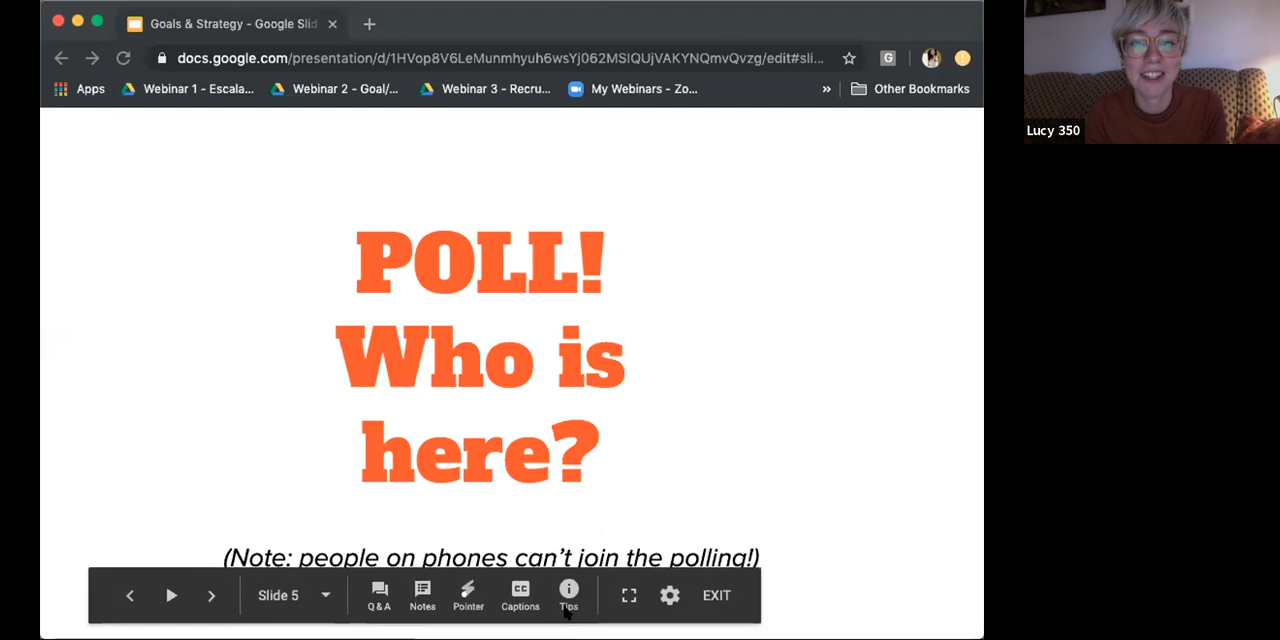 Goals & Strategy - Google Slid
docs.google.com/presentation/d/1HVop8V6LeMunmhyuh6wsYj062MSIQUjVAKYNQmvQvzg/edit#sli...
G
Apps
Webinar 1 - Escala...
Webinar 2 - Goal/...
Webinar 3 - Recru...
My Webinars - Zo...
»
Other Bookmarks
Lucy 350
POLL!
Who is
here?
(Note: people on phones can't join the polling!)
Slide 5
Q & A
Notes
Pointer
CC
Captions
Tips
EXIT